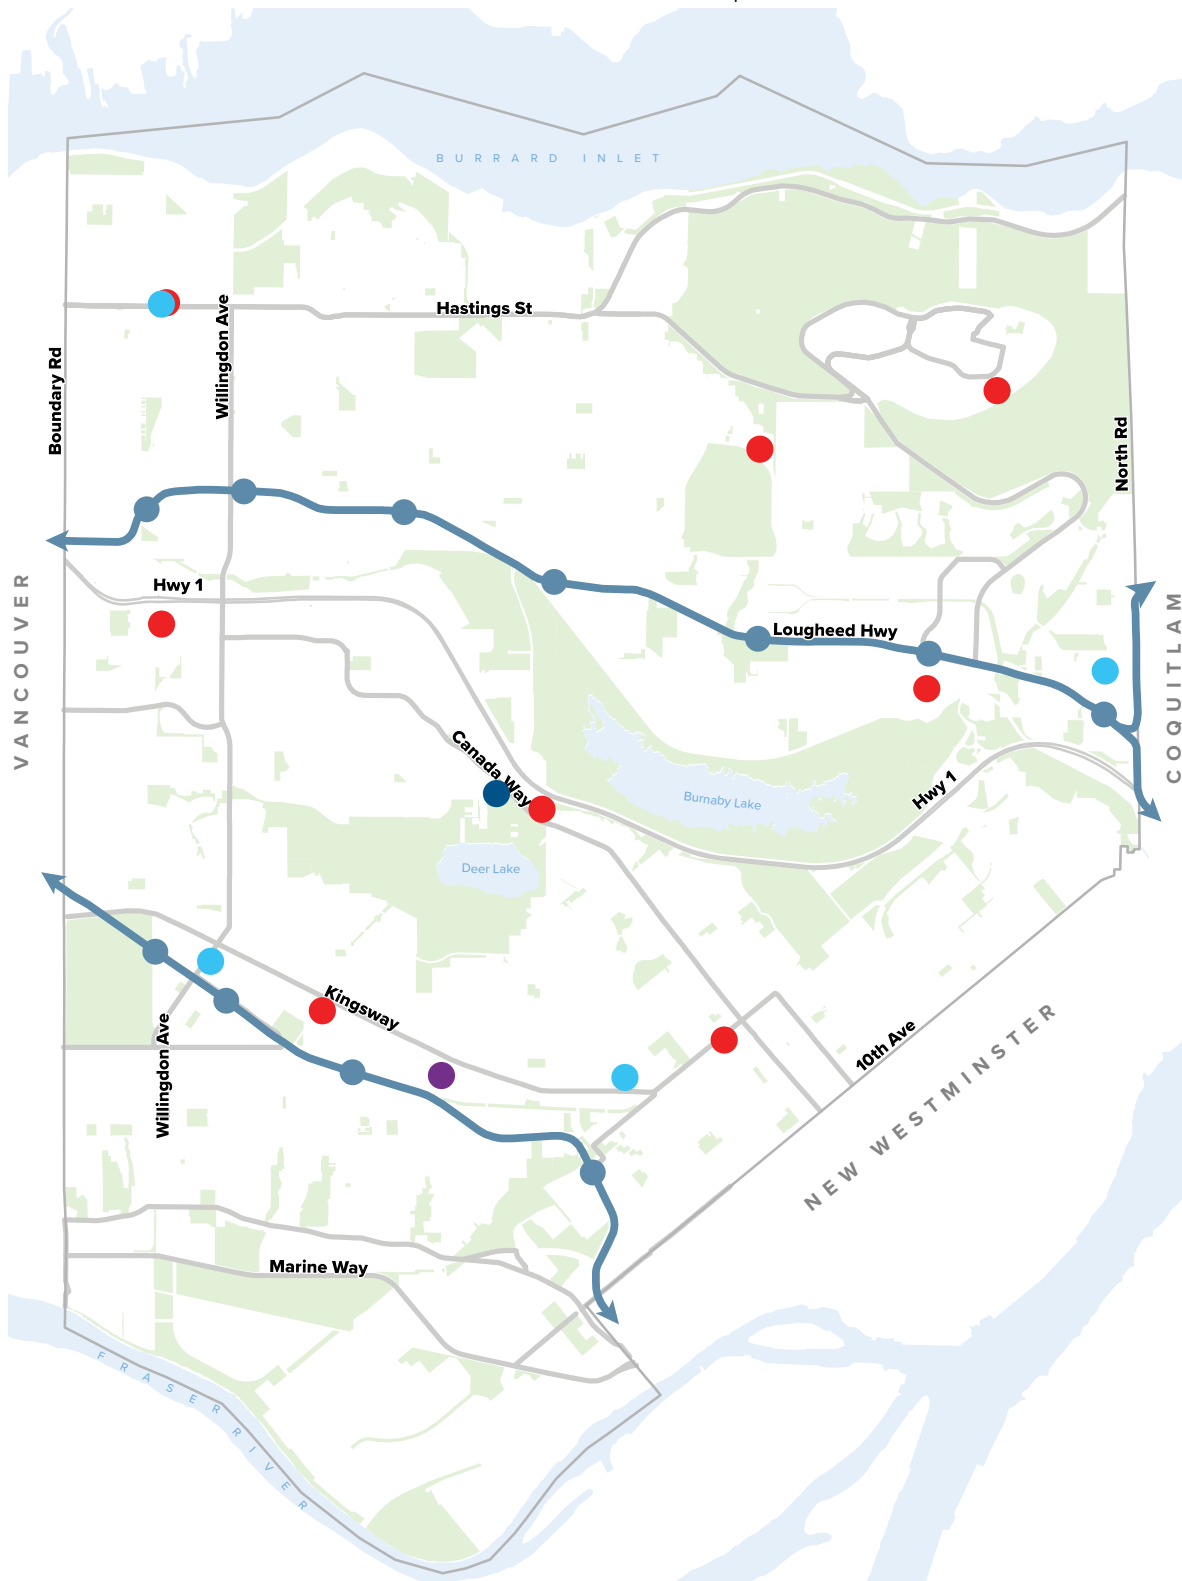 BURRARD INLET
Hastings St
Willingdon Ave
Boundary Rd
North Rd
Hwy 1
Lougheed Hwy
VANCOUVER
COQUITLAM
Canada Way
Burnaby Lake
Hwy 1
Deer Lake
Kingsway
Willingdon Ave
10th Ave
NEW WESTMINSTER
Marine Way
FRASER RIVER